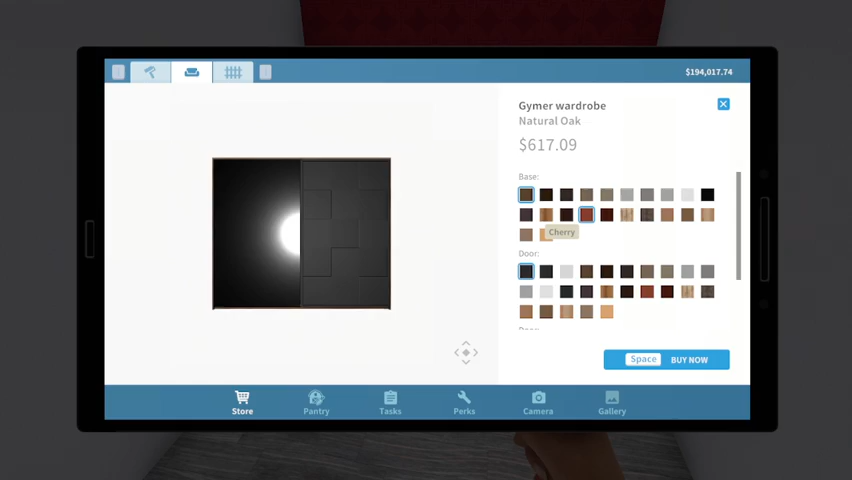 $194,017.74
Gymer wardrobe
Natural Oak
$617.09
Base:
Cherry
Door:
Space BUY NOW
Store Pantry Tasks Perks Camera Gallery